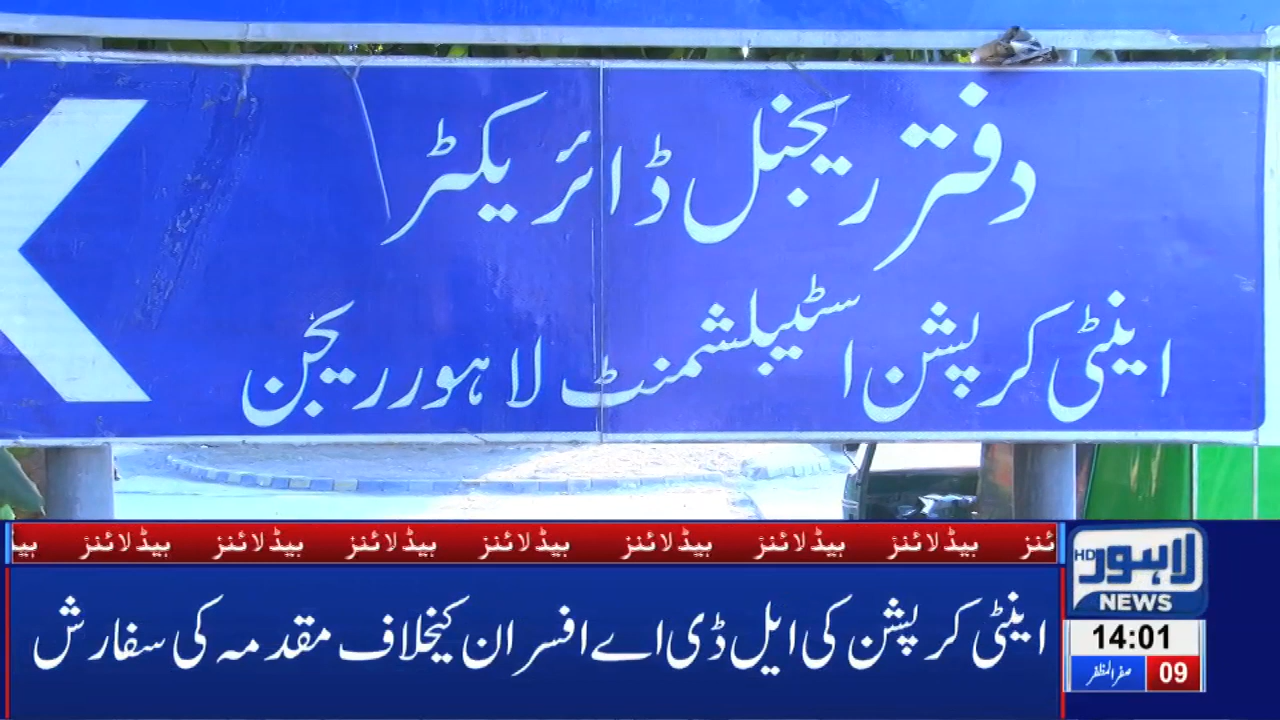 دفتر ریجنل ڈائریکٹر
اینٹی کرپشن اسٹیبلشمنٹ لاہور ریجن
ہیڈلائنز ہیڈلائنز ہیڈلائنز ہیڈلائنز ہیڈلائنز ہیڈلائنز ہیڈلائنز
اینٹی کرپشن کی ایل ڈی اے افسران کیخلاف مقدمہ کی سفارش
لاہور HD
NEWS
14:01
09 صفر المظفر